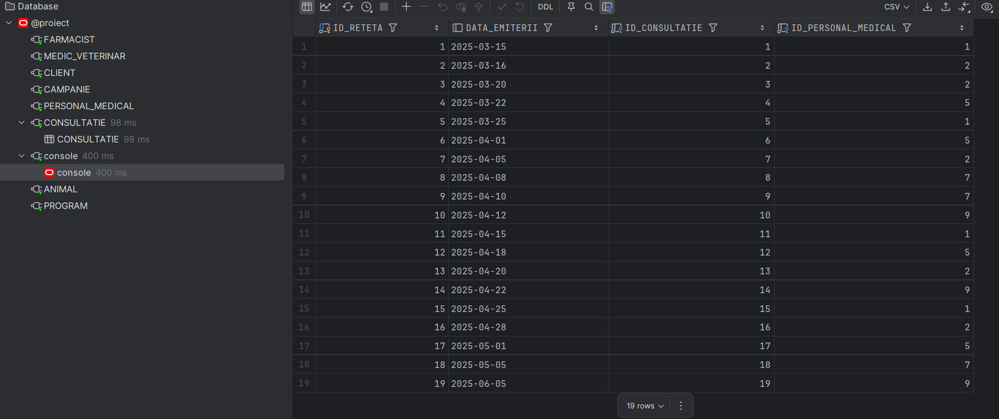 Database
@proiect
FARMACIST
MEDIC_VETERINAR
CLIENT
CAMPANIE
PERSONAL_MEDICAL
CONSULTATIE 98 ms
CONSULTATIE 98 ms
console 400 ms
console 400 ms
ANIMAL
PROGRAM
DDL CSV
ID_RETETA DATA_EMITERII ID_CONSULTATIE ID_PERSONAL_MEDICAL
1 1 2025-03-15 1 1
2 2 2025-03-16 2 2
3 3 2025-03-20 3 2
4 4 2025-03-22 4 5
5 5 2025-03-25 5 1
6 6 2025-04-01 6 5
7 7 2025-04-05 7 2
8 8 2025-04-08 8 7
9 9 2025-04-10 9 7
10 10 2025-04-12 10 9
11 11 2025-04-15 11 1
12 12 2025-04-18 12 5
13 13 2025-04-20 13 2
14 14 2025-04-22 14 9
15 15 2025-04-25 15 1
16 16 2025-04-28 16 2
17 17 2025-05-01 17 5
18 18 2025-05-05 18 7
19 19 2025-06-05 19 9
19 rows